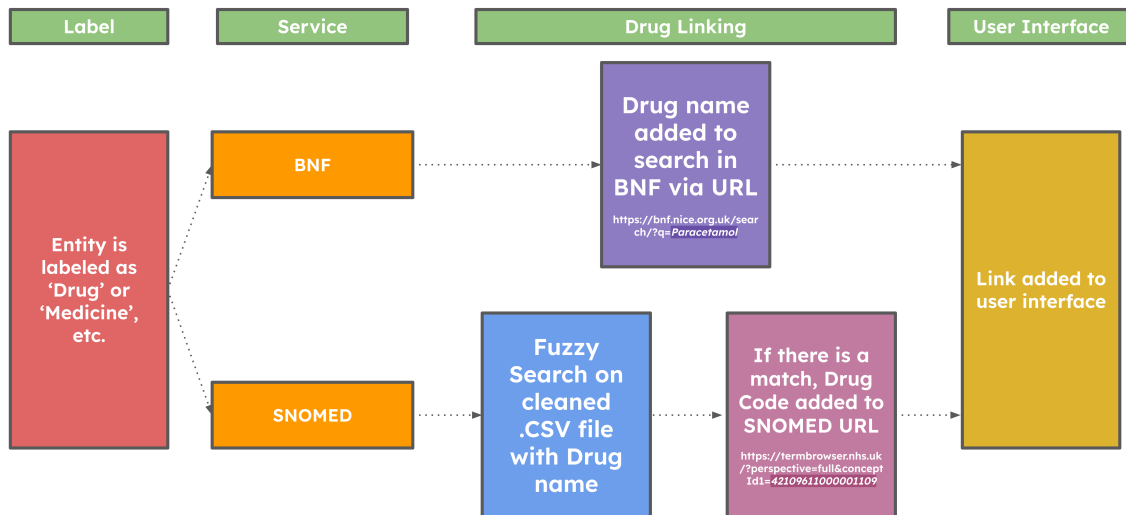 Label
Service
Drug Linking
User Interface
Entity is
labeled as
‘Drug’ or
‘Medicine’,
etc.
BNF
Drug name
added to
search in
BNF via URL
https://bnf.nice.org.uk/sear
ch/?q=Paracetamol
SNOMED
Fuzzy
Search on
cleaned
.CSV file
with Drug
name
If there is a
match, Drug
Code added to
SNOMED URL
https://termbrowser.nhs.uk
/?perspective=full&concept
Id1=42109611000001109
Link added to
user interface